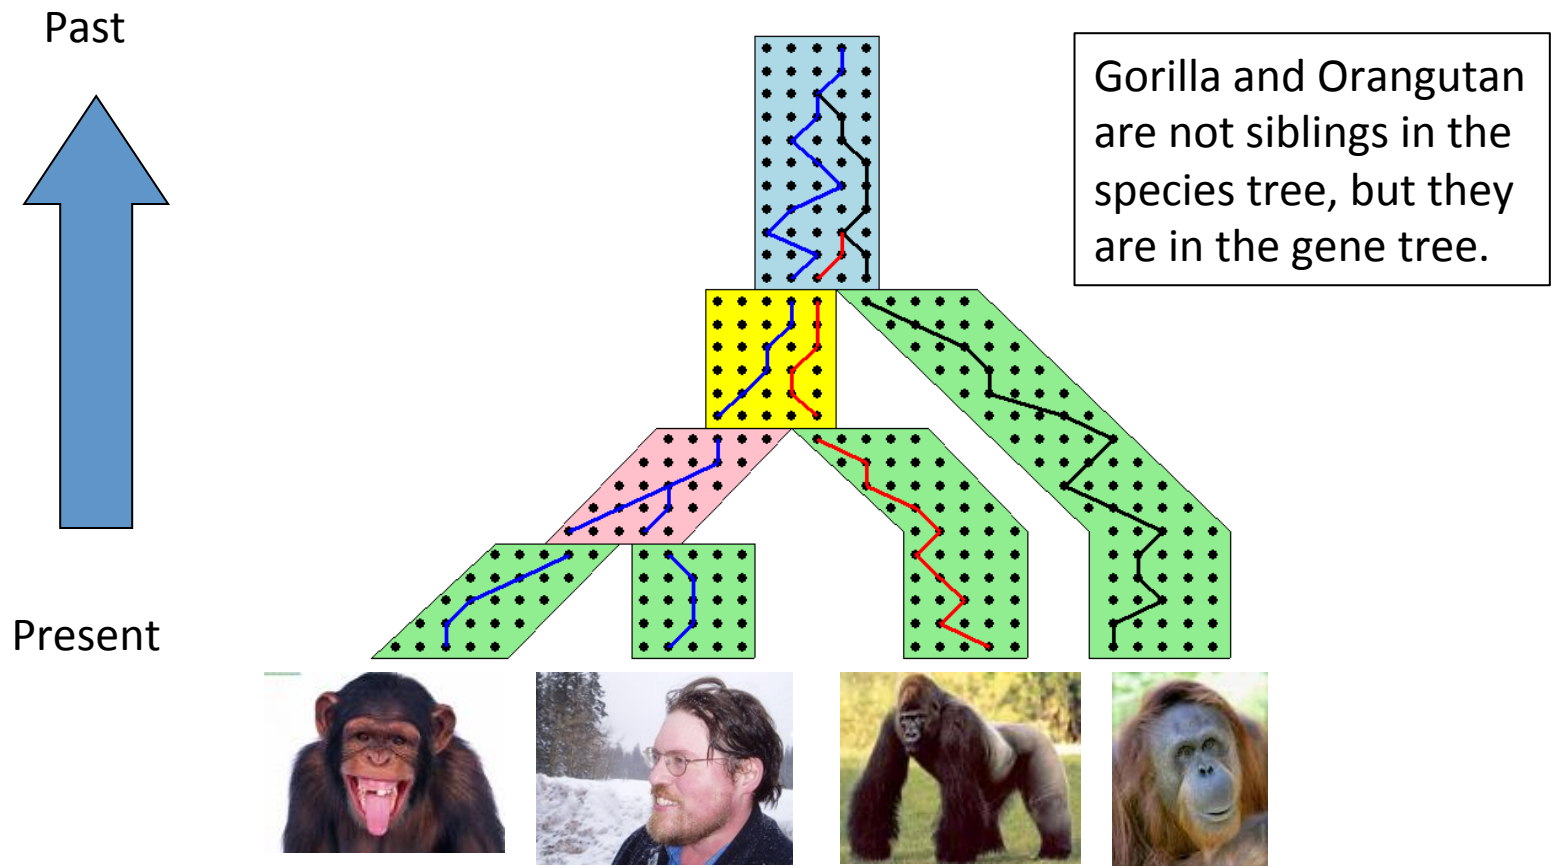 Past
Gorilla and Orangutan
are not siblings in the
species tree, but they
are in the gene tree.
Present